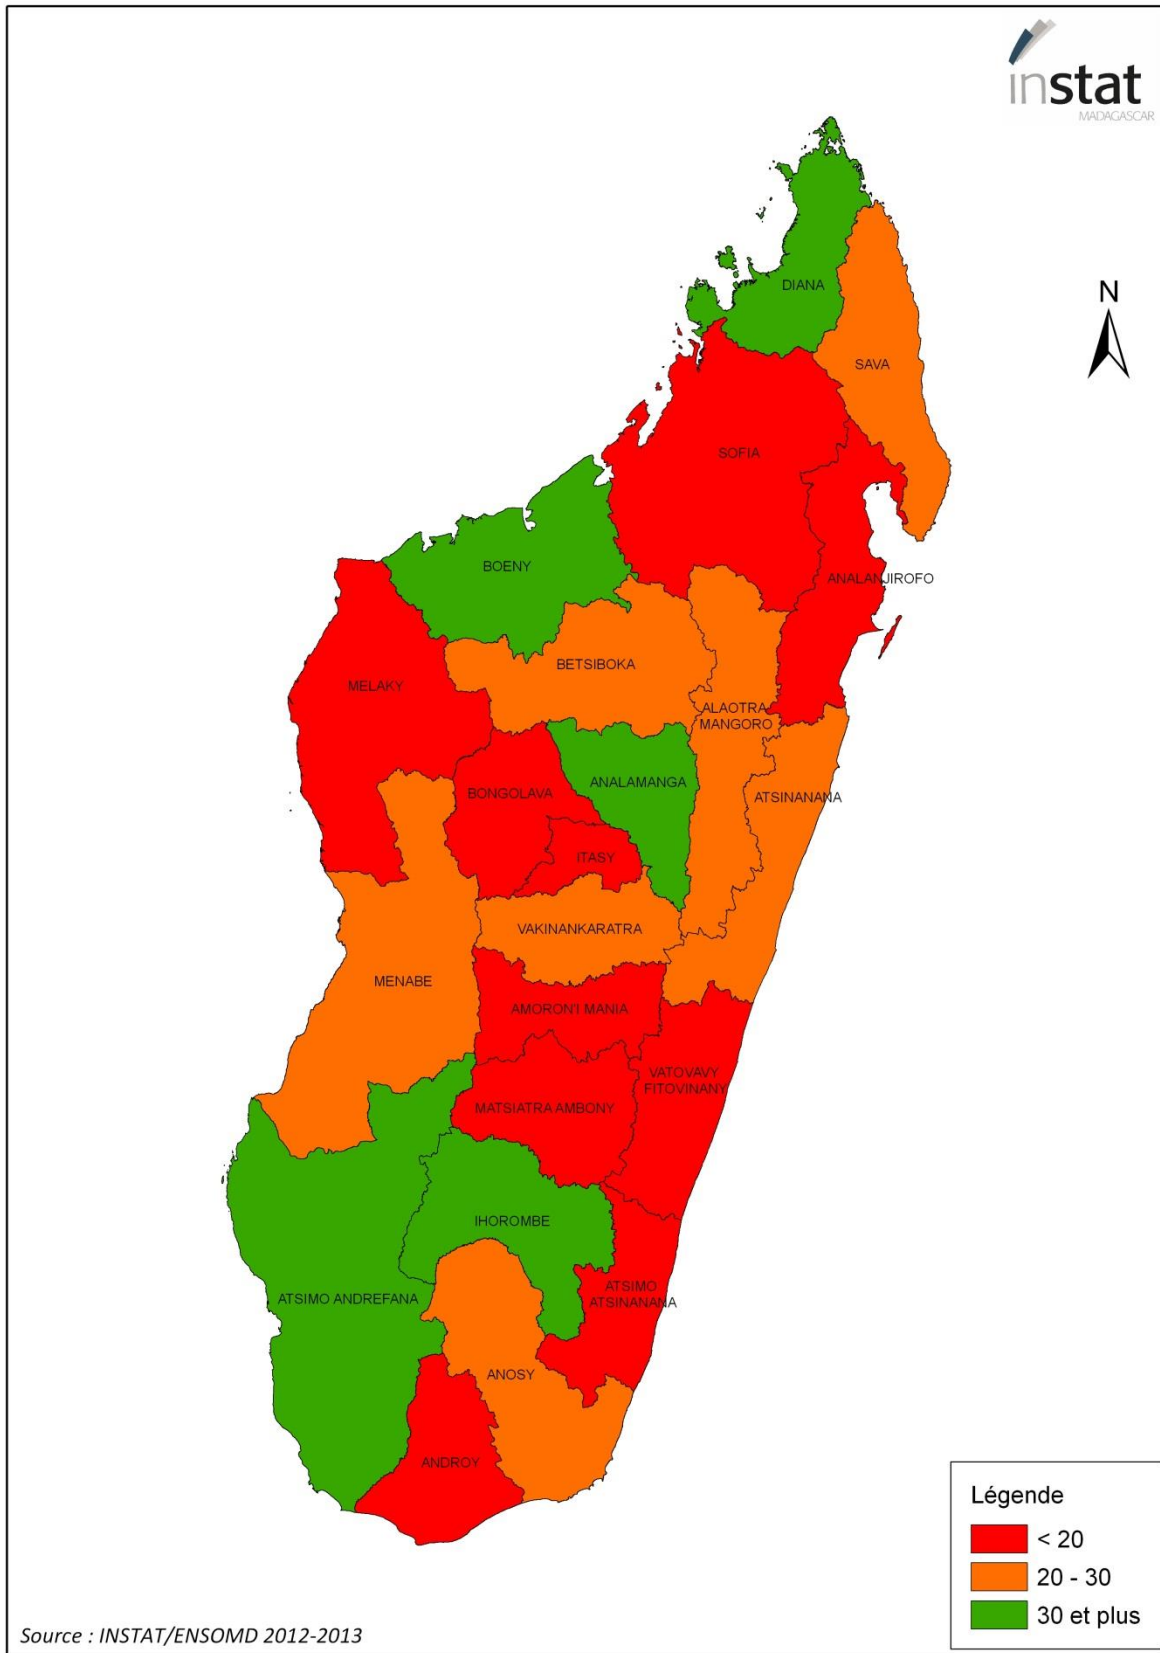 instat
MADAGASCAR
N
DIANA
SAVA
SOFIA
BOENY
ANALANJIROFO
BETSIBOKA
MELAKY
ALAOTRA
MANGORO
ANALAMANGA
BONGOLAVA
ATSINANANA
ITASY
VAKINANKARATRA
MENABE
AMORON'I MANIA
VATOVAVY
FITOVINANY
MATSIATRA AMBONY
IHOROMBE
ATSIMO
ATSINANANA
ATSIMO ANDREFANA
ANOSY
ANDROY
Légende
< 20
20 - 30
30 et plus
Source : INSTAT/ENSOMD 2012-2013